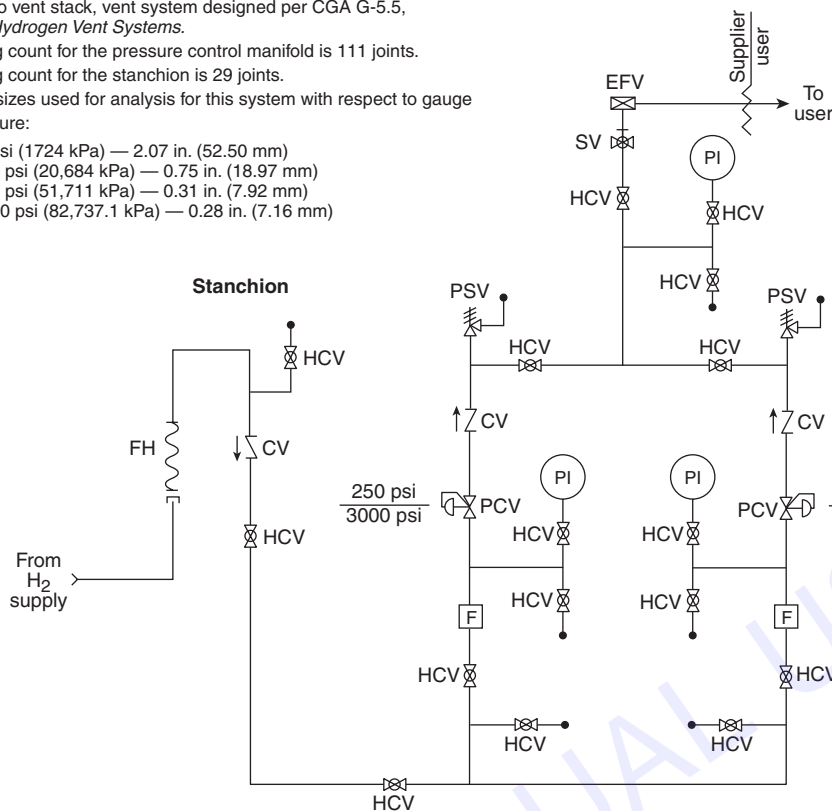 o vent stack, vent system designed per CGA G-5.5,
Hydrogen Vent Systems.
g count for the pressure control manifold is 111 joints.
g count for the stanchion is 29 joints.
sizes used for analysis for this system with respect to gauge
ure:
si (1724 kPa) — 2.07 in. (52.50 mm)
psi (20,684 kPa) — 0.75 in. (18.97 mm)
psi (51,711 kPa) — 0.31 in. (7.92 mm)
0 psi (82,737.1 kPa) — 0.28 in. (7.16 mm)
Supplier
user
EFV
To
user
SV
PI
HCV
HCV
HCV
Stanchion
PSV
PSV
HCV
HCV
HCV
FH
CV
CV
CV
250 psi
3000 psi
PCV
PI
PI
PCV
HCV
HCV
HCV
From
H2
supply
HCV
HCV
F
F
HCV
HCV
HCV
HCV
HCV
UAL US